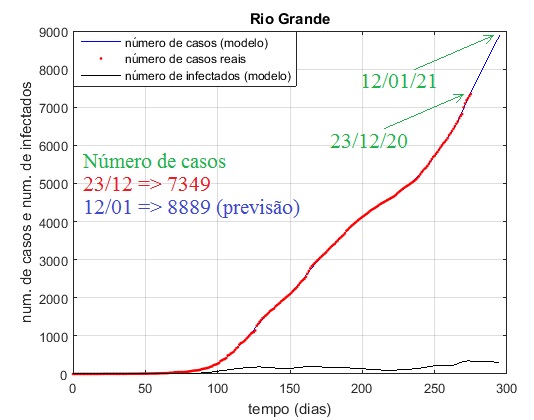 Rio Grande
número de casos (modelo)
número de casos reais
número de infectados (modelo)
12/01/21
23/12/20
Número de casos
23/12 => 7349
12/01 => 8889 (previsão)
num. de casos e num. de infectados
9000
8000
7000
6000
5000
4000
3000
2000
1000
0
0
50
100
150
200
250
300
tempo (dias)